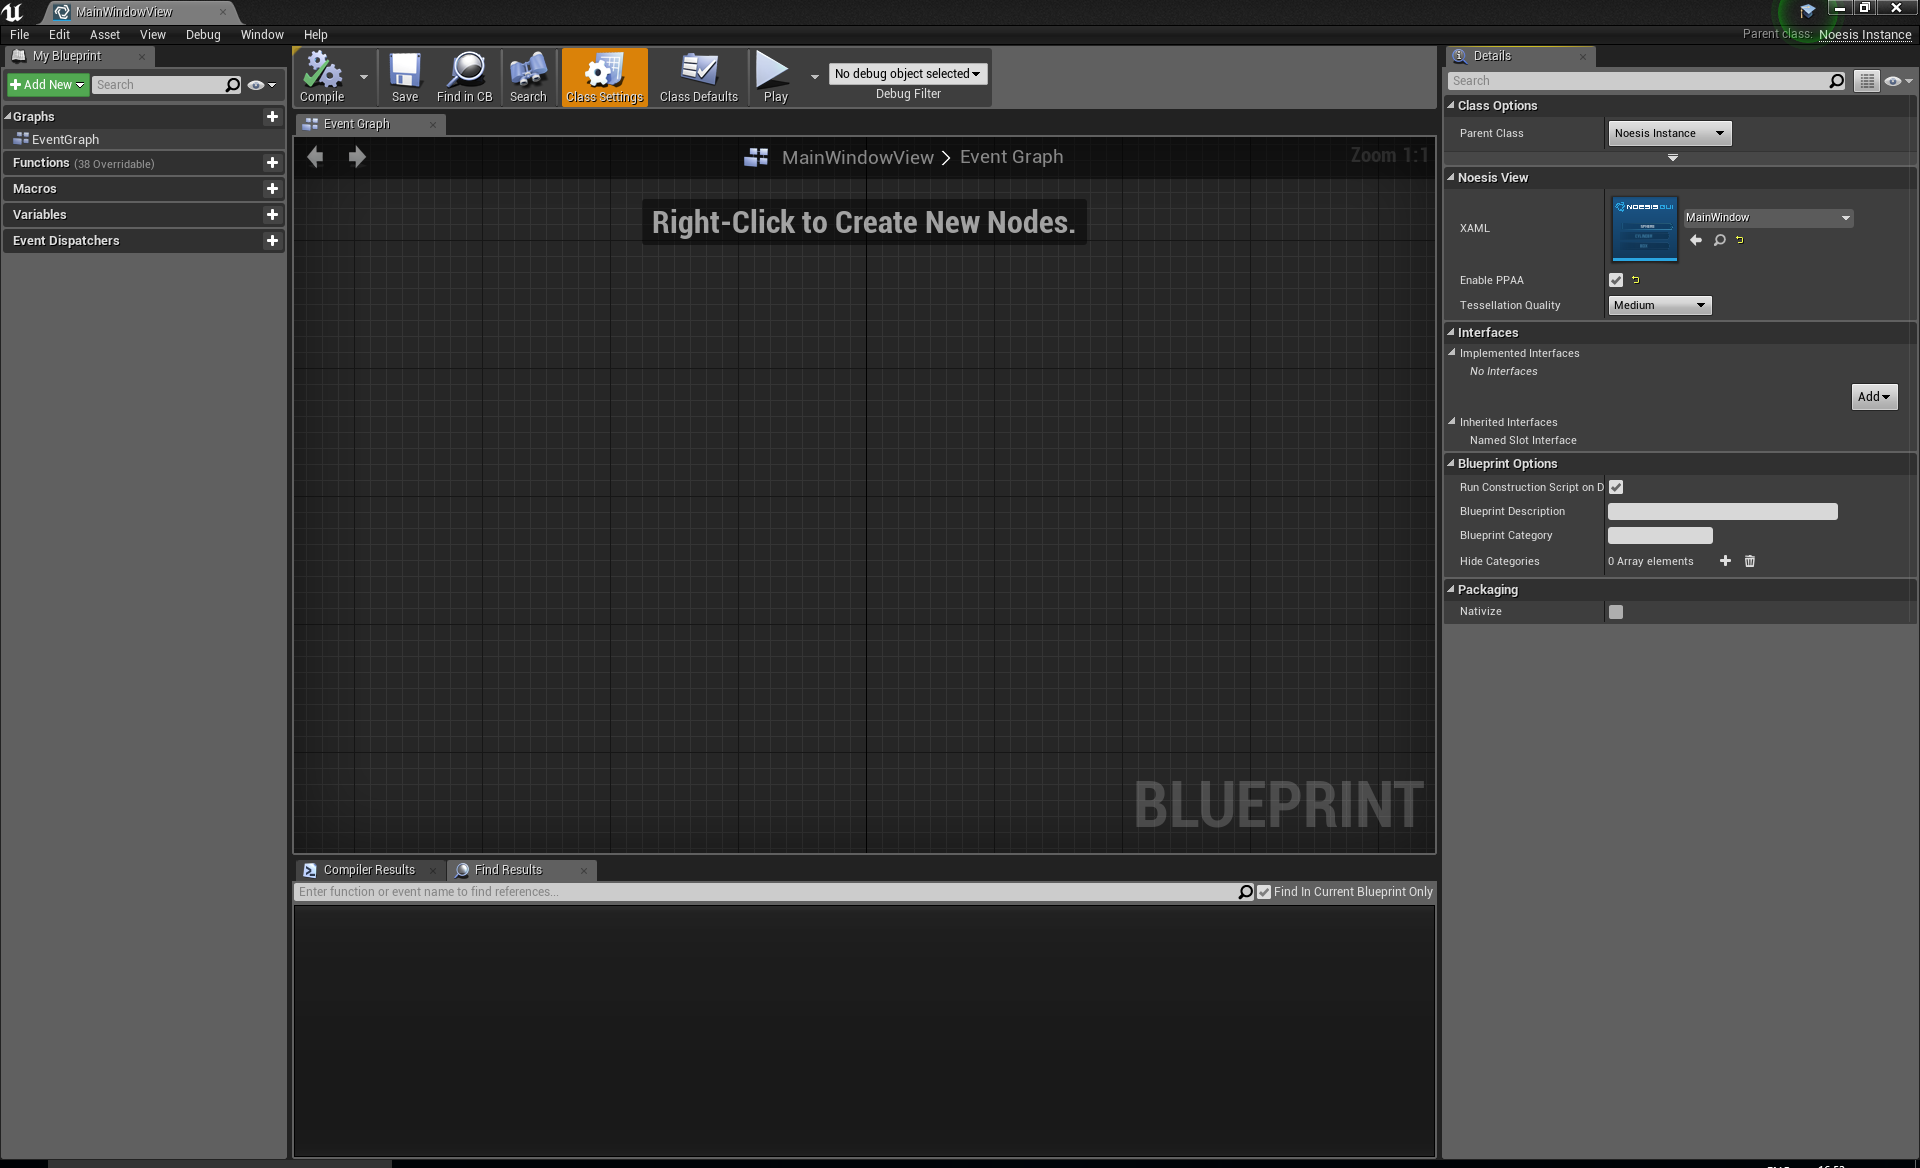 MainWindowView
File Edit Asset View Debug Window Help
Parent class: Noesis Instance
My Blueprint
Add New
Search
Graphs
EventGraph
Functions (38 Overridable)
Macros
Variables
Event Dispatchers
Compile
Save
Find in CB
Search
Class Settings
Class Defaults
Play
No debug object selected
Debug Filter
Event Graph
MainWindowView > Event Graph
Zoom 1:1
Right-Click to Create New Nodes.
BLUEPRINT
Compiler Results
Find Results
Enter function or event name to find references...
Find In Current Blueprint Only
Details
Search
Class Options
Parent Class Noesis Instance
Noesis View
XAML
NOESISGUI
MainWindow
Enable PPAA
Tessellation Quality Medium
Interfaces
Implemented Interfaces
No Interfaces
Add
Inherited Interfaces
Named Slot Interface
Blueprint Options
Run Construction Script on D
Blueprint Description
Blueprint Category
Hide Categories 0 Array elements
Packaging
Nativize